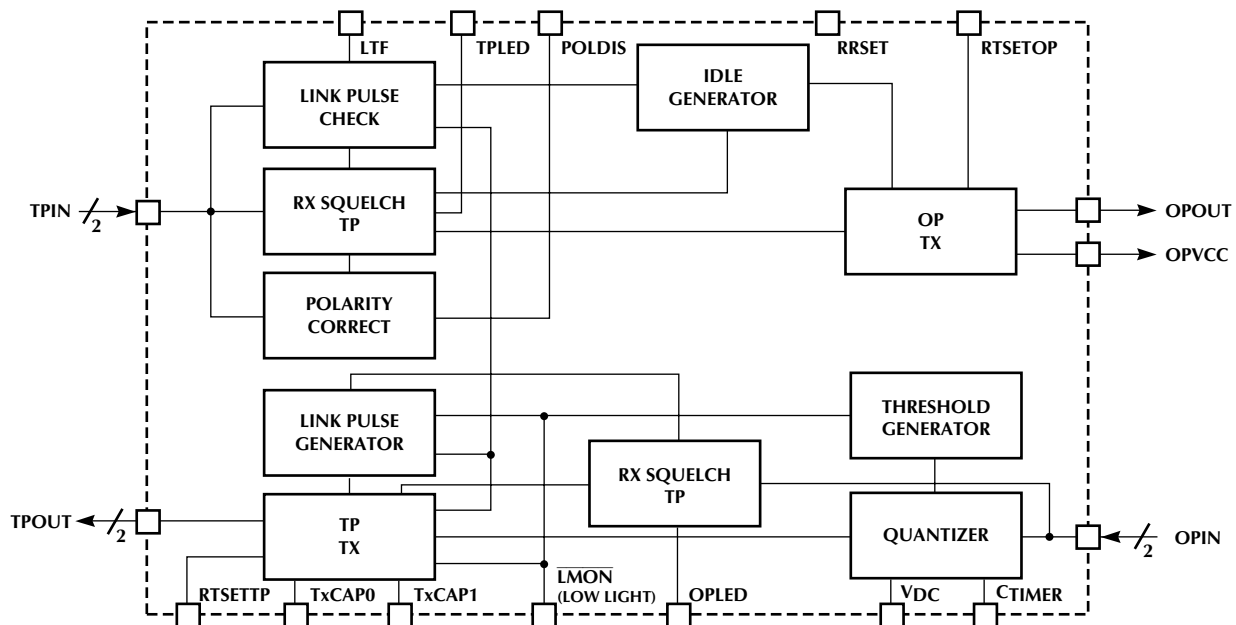 LTF
TPLED
POLDIS
RRSET
RTSETOP
LINK PULSE
CHECK
IDLE
GENERATOR
TPIN
2
RX SQUELCH
TP
OP
TX
OPOUT
OPVCC
POLARITY
CORRECT
LINK PULSE
GENERATOR
THRESHOLD
GENERATOR
RX SQUELCH
TP
TPOUT
2
TP
TX
QUANTIZER
2
OPIN
RTSETTP
TxCAP0
TxCAP1
LMON
(LOW LIGHT)
OPLED
VDC
CTIMER